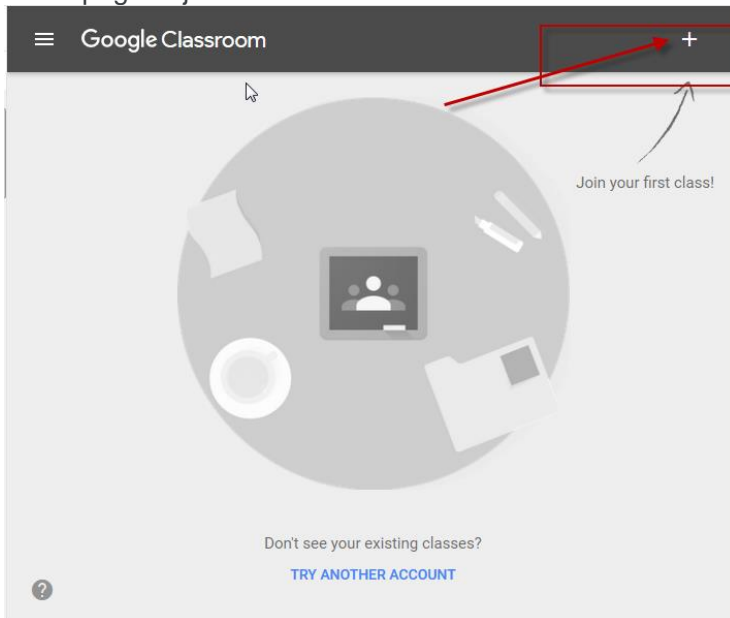 Google Classroom
+
Join your first class!
Don't see your existing classes?
TRY ANOTHER ACCOUNT
?